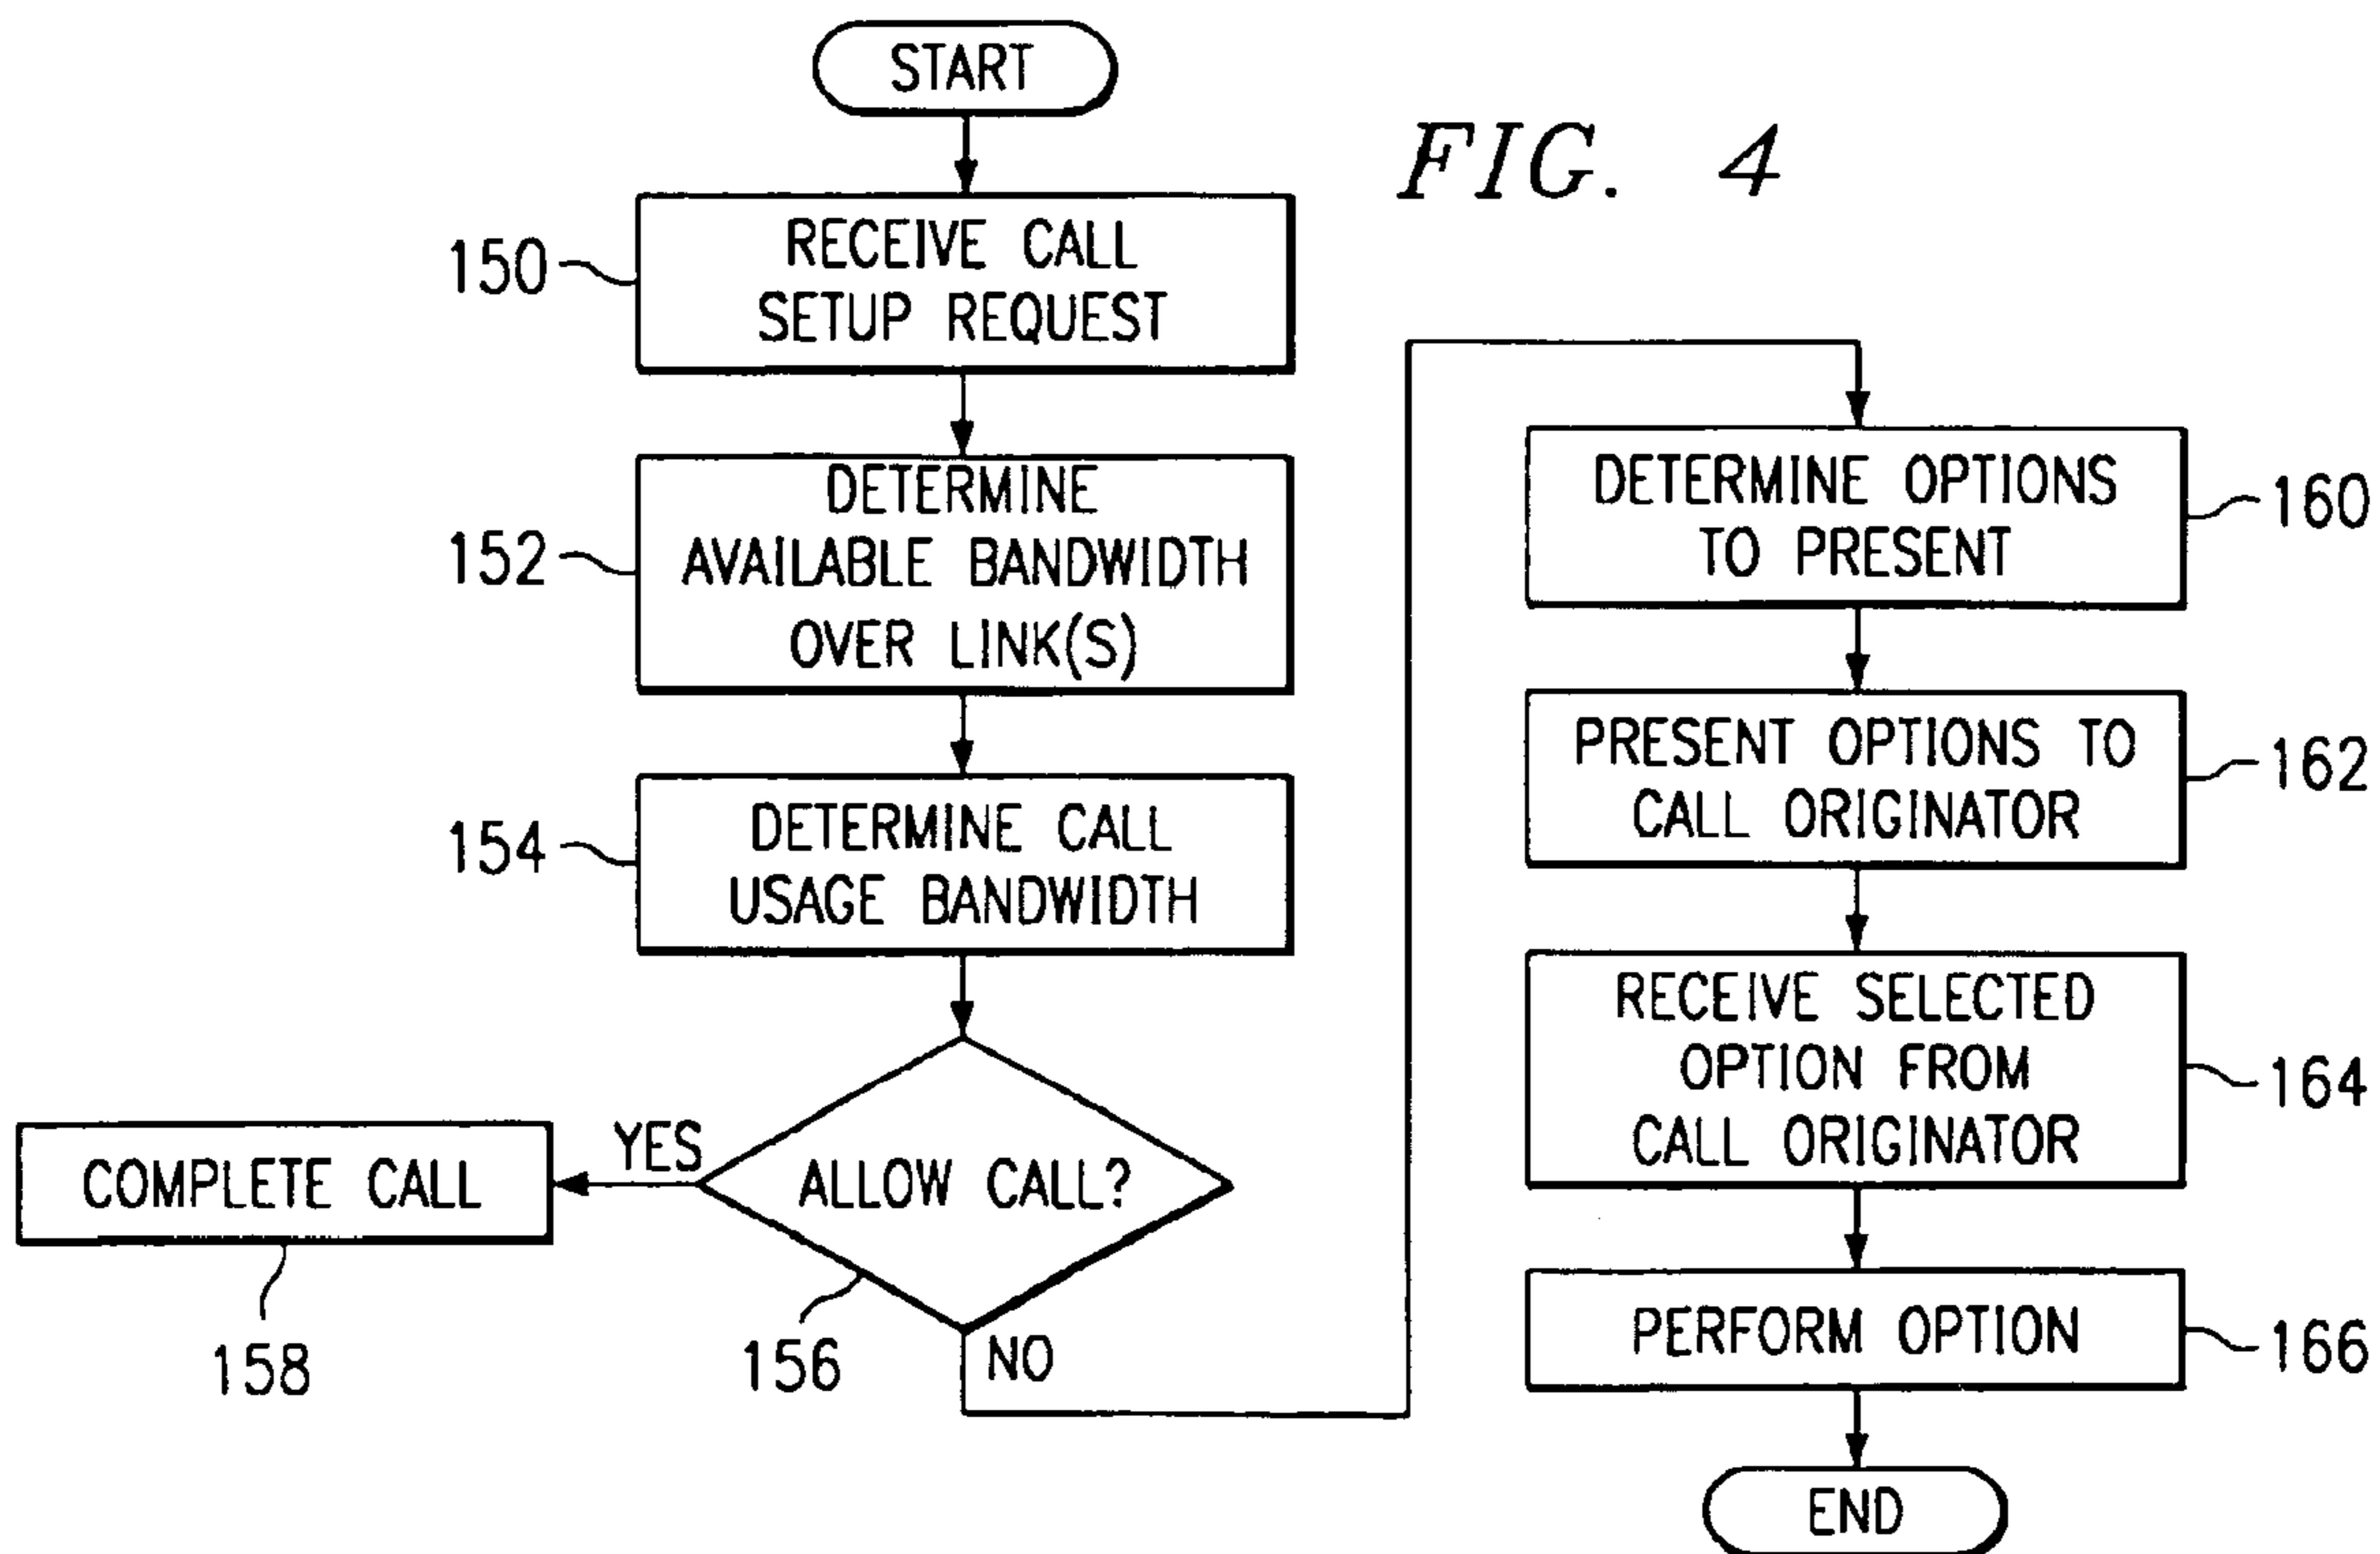 START
FIG. 4
150
RECEIVE CALL
SETUP REQUEST
152
DETERMINE
AVAILABLE BANDWIDTH
OVER LINK(S)
154
DETERMINE CALL
USAGE BANDWIDTH
ALLOW CALL?
156
YES
COMPLETE CALL
158
NO
DETERMINE OPTIONS
TO PRESENT
160
PRESENT OPTIONS TO
CALL ORIGINATOR
162
RECEIVE SELECTED
OPTION FROM
CALL ORIGINATOR
164
PERFORM OPTION
166
END